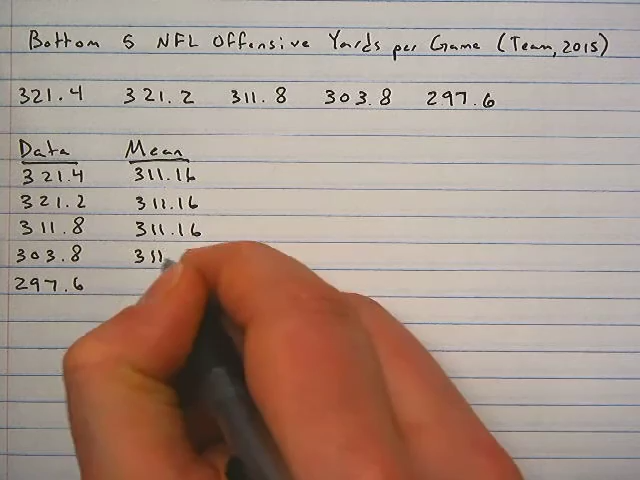 Bottom 5 NFL Offensive Yards per Game (Team, 2015)
321.4 321.2 311.8 303.8 297.6
Data Mean
321.4 311.16
321.2 311.16
311.8 311.16
303.8 311.
297.6